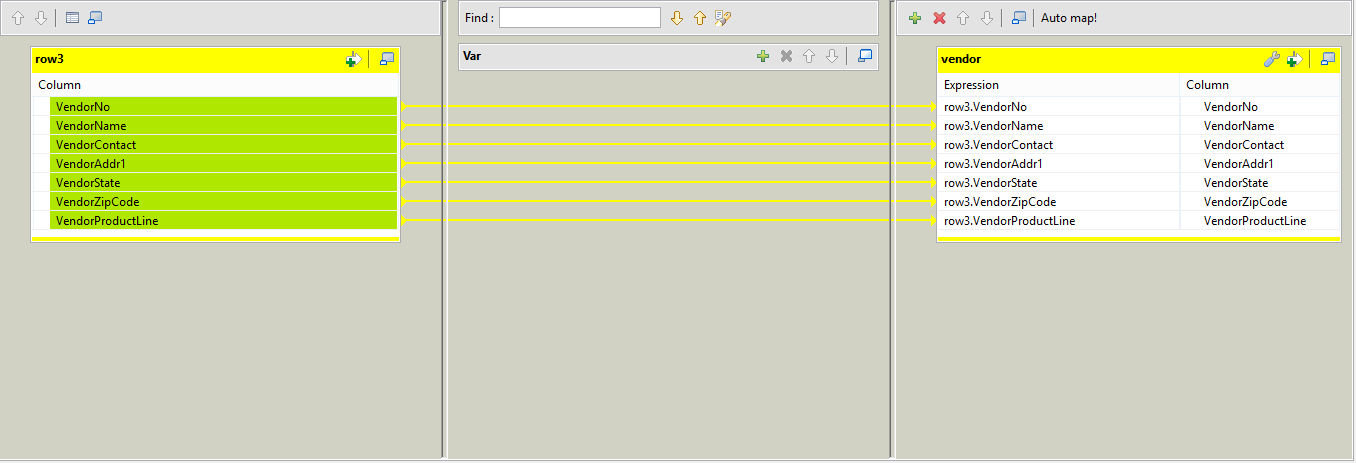 Find :
Auto map!
row3
Var
vendor
Column
Expression Column
VendorNo row3.VendorNo VendorNo
VendorName row3.VendorName VendorName
VendorContact row3.VendorContact VendorContact
VendorAddr1 row3.VendorAddr1 VendorAddr1
VendorState row3.VendorState VendorState
VendorZipCode row3.VendorZipCode VendorZipCode
VendorProductLine row3.VendorProductLine VendorProductLine